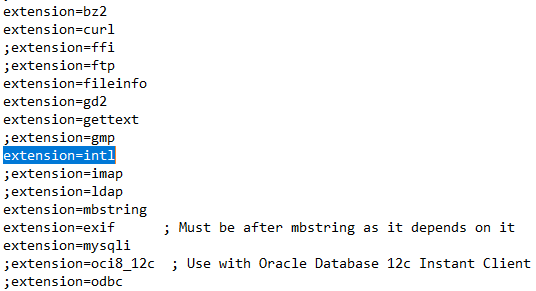 extension=bz2
extension=curl
;extension=ffi
;extension=ftp
extension=fileinfo
extension=gd2
extension=gettext
;extension=gmp
extension=intl
;extension=imap
;extension=ldap
extension=mbstring
extension=exif      ; Must be after mbstring as it depends on it
extension=mysqli
;extension=oci8_12c  ; Use with Oracle Database 12c Instant Client
;extension=odbc